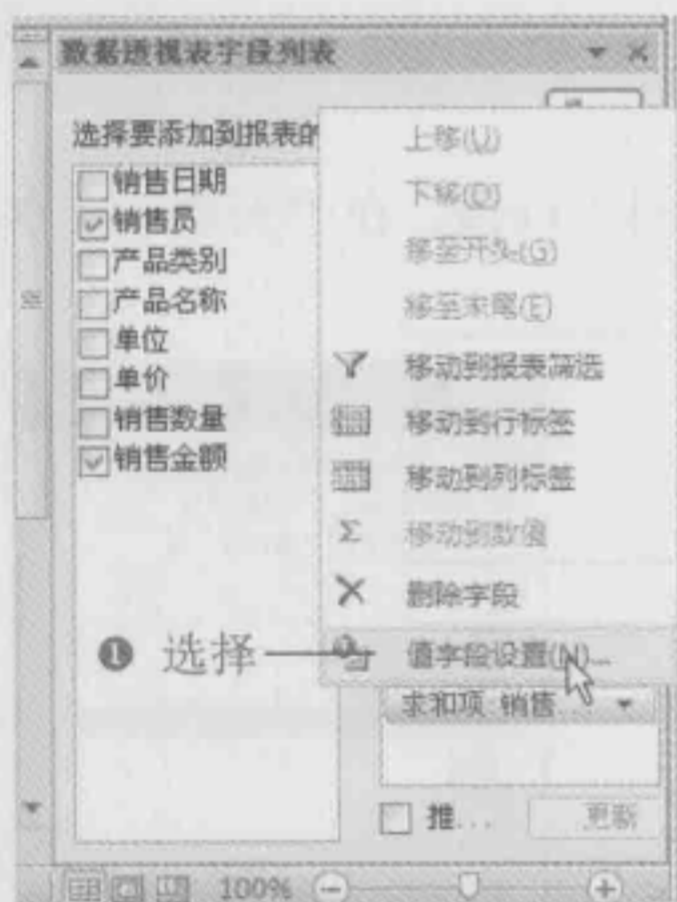 数据透视表字段列表
选择要添加到报表的
销售日期
销售员
产品类别
产品名称
单位
单价
销售数量
销售金额
上移(U)
下移(D)
移至开头(G)
移至末尾(E)
移动到报表筛选
移动到行标签
移动到列标签
Σ 移动到数值
删除字段
❶ 选择
值字段设置(N)...
求和项:销售...
推...
更新
100%